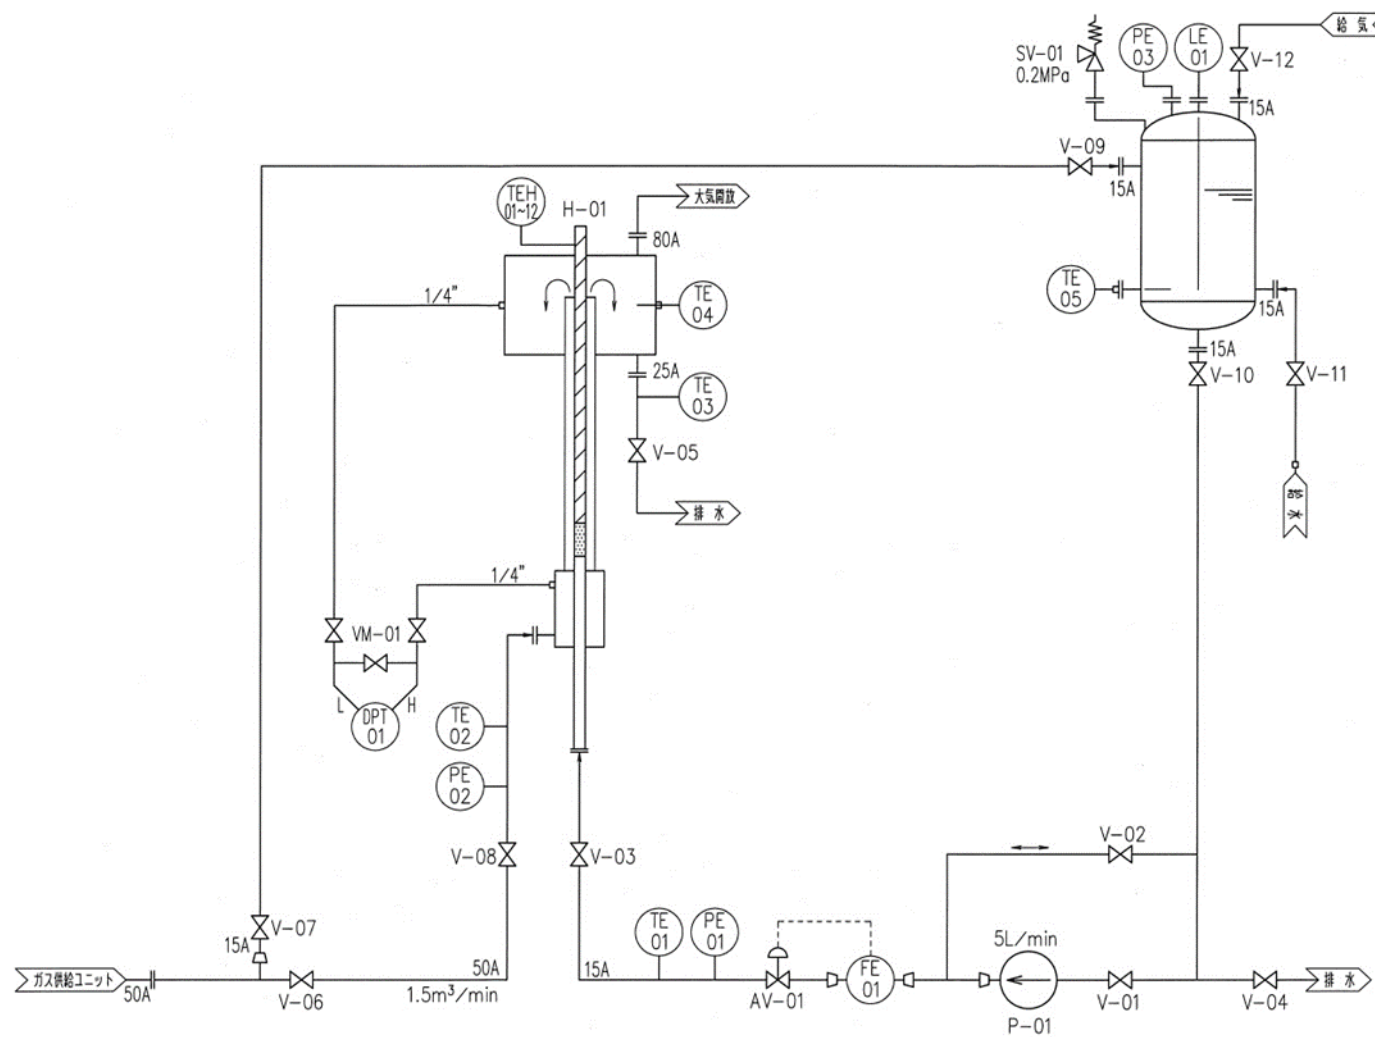 給 気
SV-01
0.2MPa
PE
03
LE
01
V-12
15A
V-09
15A
TEH
01~12
H-01
大気開放
80A
1/4"
TE
04
TE
05
15A
15A
V-10
V-11
25A
TE
03
V-05
給 水
排 水
1/4"
VM-01
L
H
DPT
01
TE
02
PE
02
V-02
V-08
V-03
V-07
15A
TE
01
PE
01
5L/min
ガス供給ユニット
50A
V-06
50A
1.5m³/min
15A
AV-01
FE
01
P-01
V-01
V-04
排 水